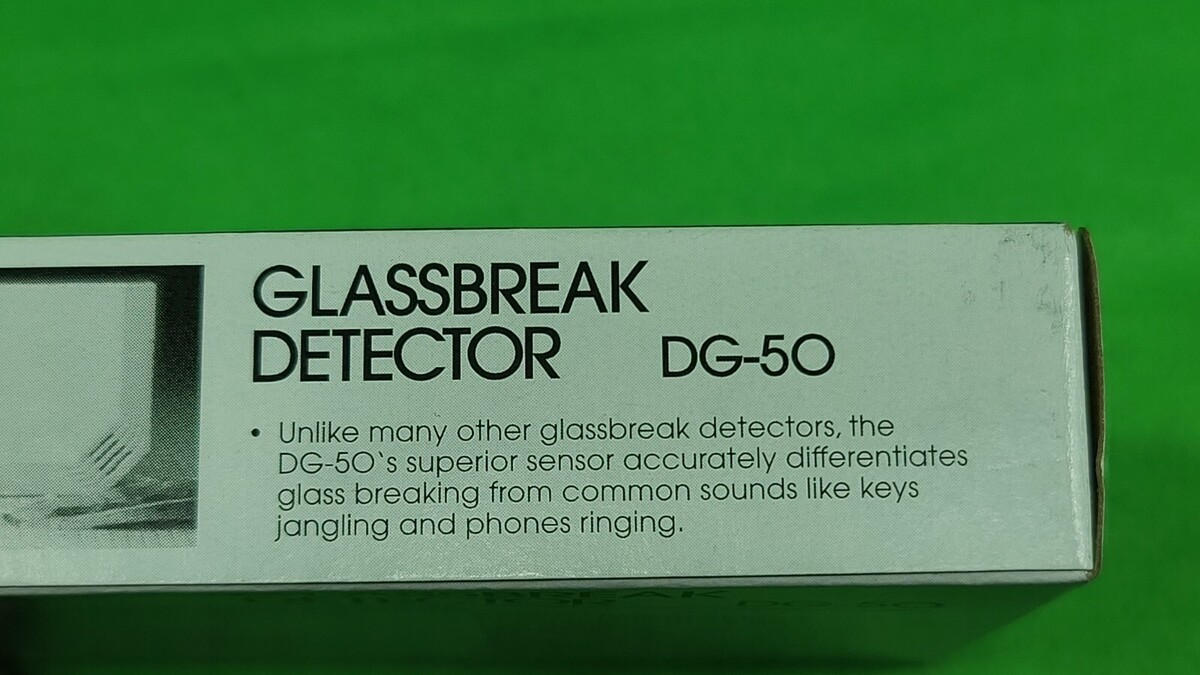 GLASSBREAK
DETECTOR DG-50
• Unlike many other glassbreak detectors, the
DG-50`s superior sensor accurately differentiates
glass breaking from common sounds like keys
jangling and phones ringing.